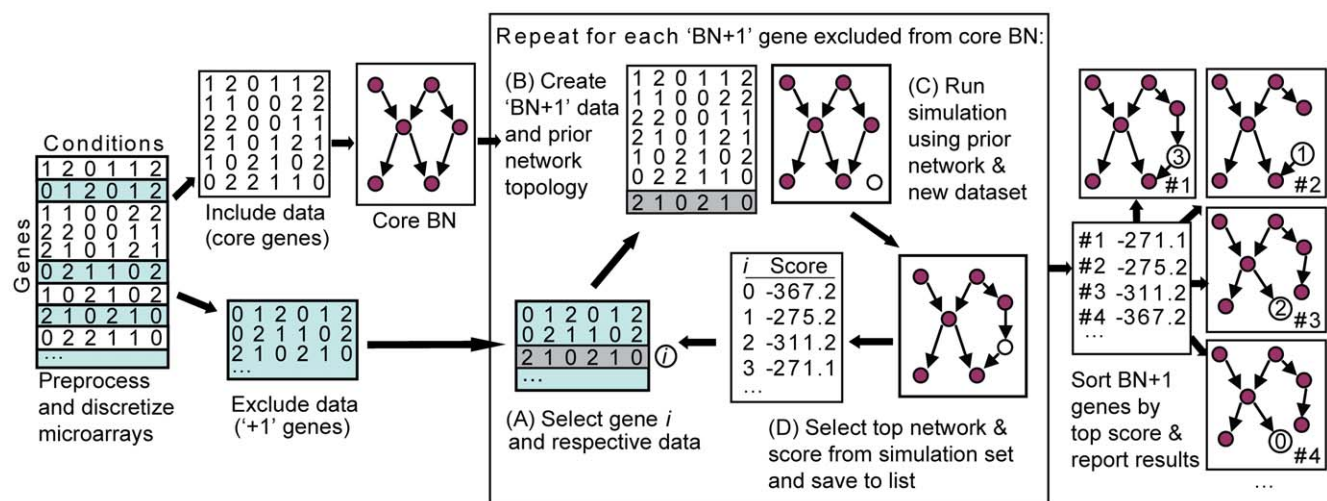 Conditions
Genes
1 2 0 1 1 2
0 1 2 0 1 2
1 1 0 0 2 2
2 2 0 0 1 1
2 1 0 1 2 1
0 2 1 1 0 2
1 0 2 1 0 2
2 1 0 2 1 0
0 2 2 1 1 0
...
Preprocess
and discretize
microarrays
1 2 0 1 1 2
1 1 0 0 2 2
2 2 0 0 1 1
2 1 0 1 2 1
1 0 2 1 0 2
0 2 2 1 1 0
Include data
(core genes)
Core BN
0 1 2 0 1 2
0 2 1 1 0 2
2 1 0 2 1 0
...
Exclude data
('+1' genes)
Repeat for each 'BN+1' gene excluded from core BN:
(B) Create
'BN+1' data
and prior
network
topology
1 2 0 1 1 2
1 1 0 0 2 2
2 2 0 0 1 1
2 1 0 1 2 1
1 0 2 1 0 2
0 2 2 1 1 0
2 1 0 2 1 0
(C) Run
simulation
using prior
network &
new dataset
0 1 2 0 1 2
0 2 1 1 0 2
2 1 0 2 1 0
...
i
(A) Select gene i
and respective data
i Score
0 -367.2
1 -275.2
2 -311.2
3 -271.1
...
(D) Select top network &
score from simulation set
and save to list
3
#1
1
#2
#1 -271.1
#2 -275.2
#3 -311.2
#4 -367.2
...
2
#3
Sort BN+1
genes by
top score &
report results
0
#4
...